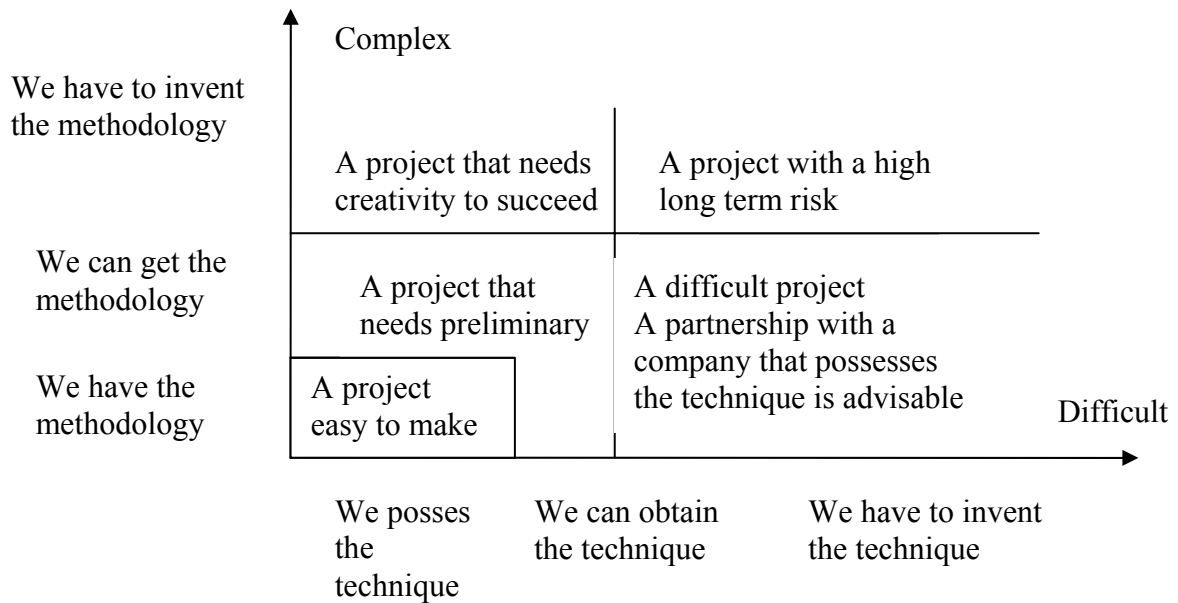 Complex
We have to invent
the methodology
A project that needs
creativity to succeed
A project with a high
long term risk
We can get the
methodology
A project that
needs preliminary
A difficult project
A partnership with a
company that possesses
the technique is advisable
We have the
methodology
A project
easy to make
Difficult
We posses
the
technique
We can obtain
the technique
We have to invent
the technique